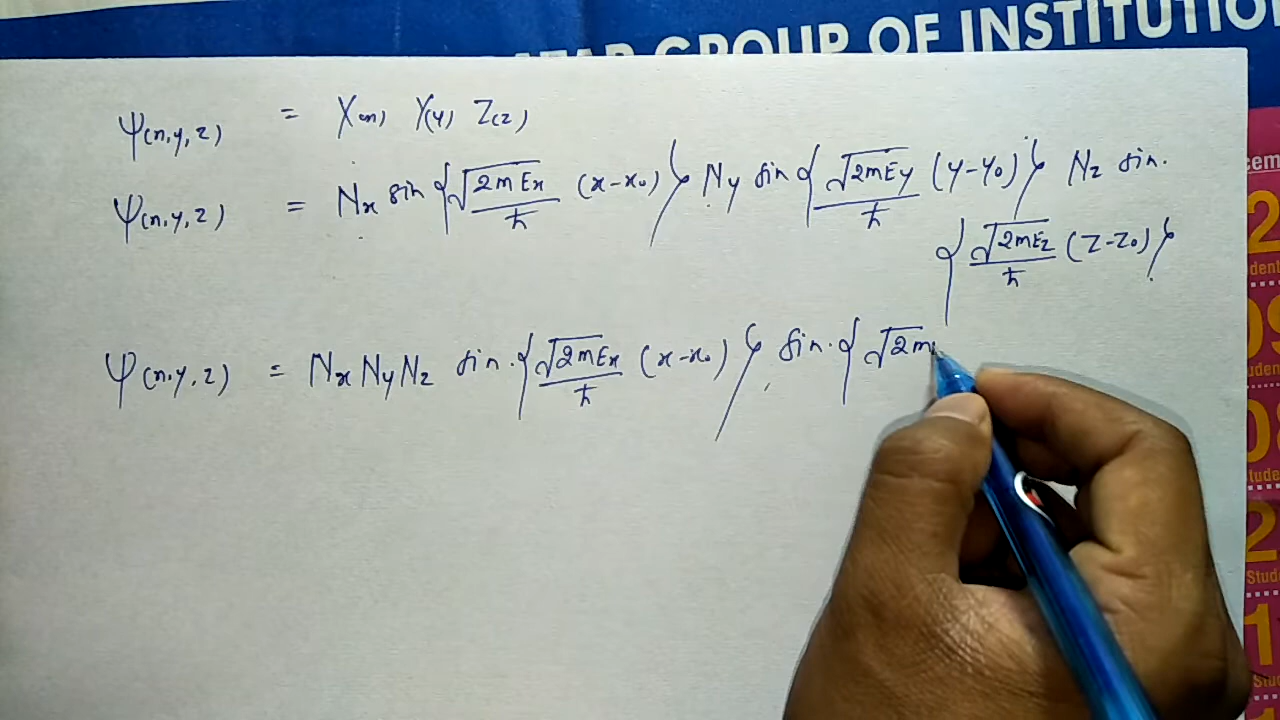 GROUP OF INSTITUTIO
ψ(x,y,z) = X(x) Y(y) Z(z)
ψ(x,y,z) = Nx sin {√2mEx/ħ (x-x₀)} Ny sin {√2mEy/ħ (y-y₀)} Nz sin.
{√2mEz/ħ (z-z₀)}
ψ(x,y,z) = Nx Ny Nz sin. {√2mEx/ħ (x-x₀)} sin. {√2m